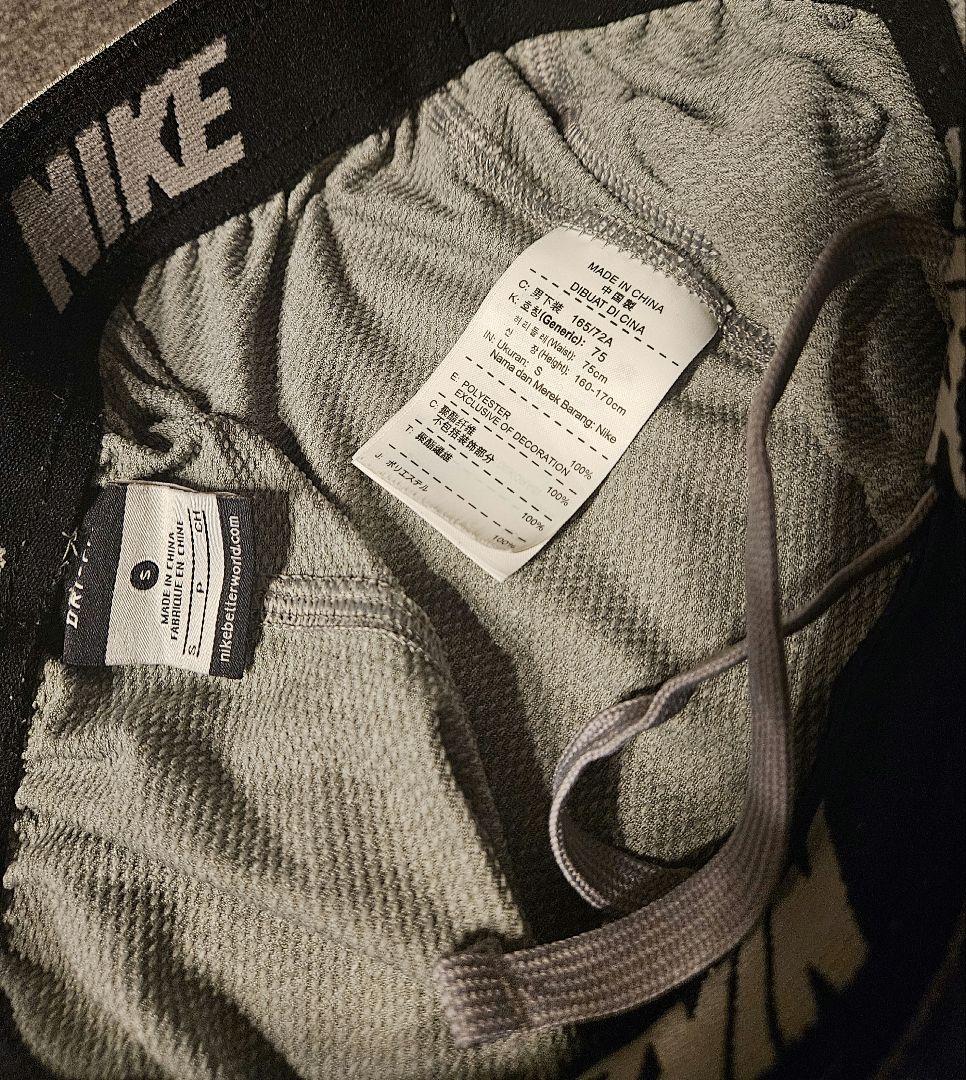 NIKE
MADE IN CHINA
中国製
DIBUAT DI CINA
C: 男下装 165/72A
K: 호칭(Generic): 75
허리둘레(Waist): 75cm
신 장(Height): 160-170cm
IN: Ukuran: S
Nama dan Merek Barang: Nike
E: POLYESTER 100%
EXCLUSIVE OF DECORATION
C: 聚酯纤维 100%
不包括装饰部分
T: 聚酯纖維 100%
J: ポリエステル 100%
S
MADE IN CHINA
FABRIQUÉ EN CHINE
S P CH
nikebetterworld.com